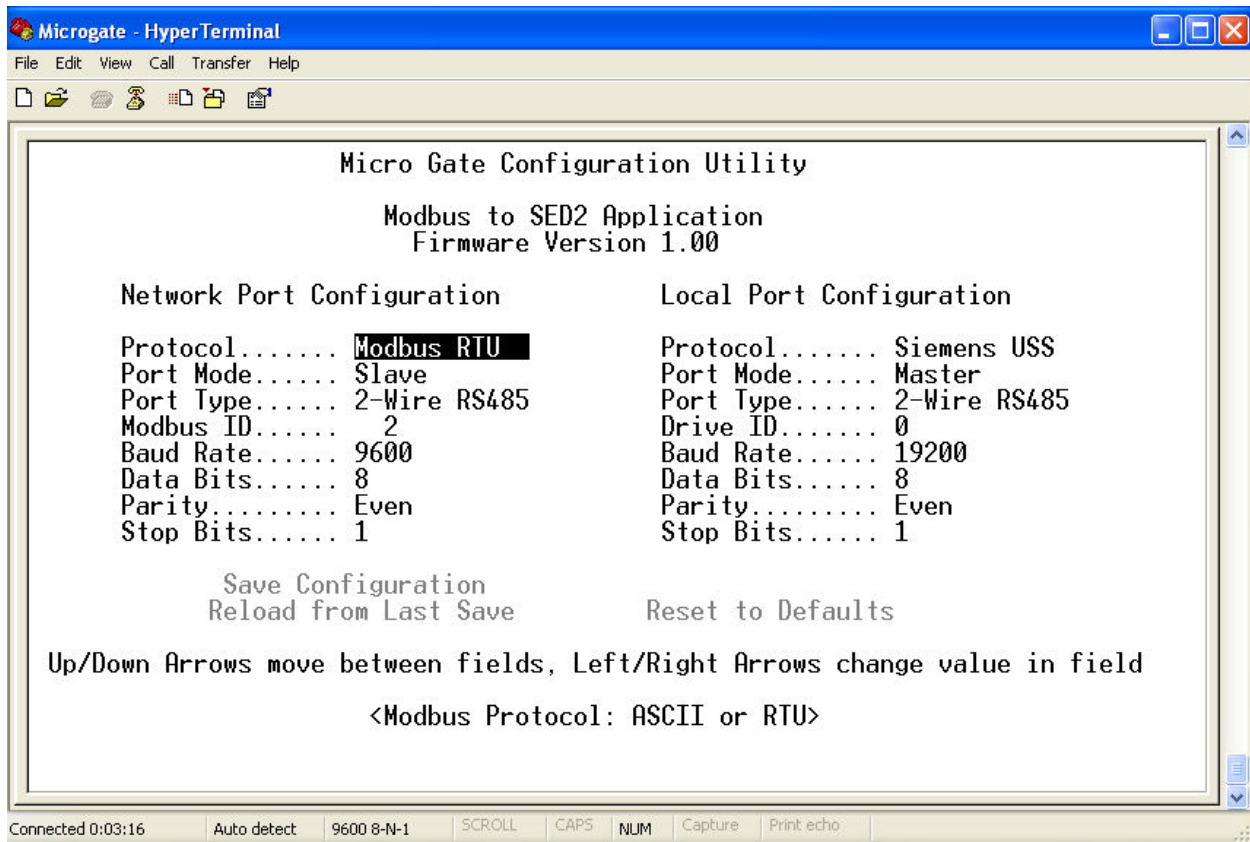 Microgate - HyperTerminal
File Edit View Call Transfer Help
Micro Gate Configuration Utility
Modbus to SED2 Application
Firmware Version 1.00
Network Port Configuration Local Port Configuration
Protocol....... Modbus RTU Protocol....... Siemens USS
Port Mode...... Slave Port Mode...... Master
Port Type...... 2-Wire RS485 Port Type...... 2-Wire RS485
Modbus ID...... 2 Drive ID....... 0
Baud Rate...... 9600 Baud Rate...... 19200
Data Bits...... 8 Data Bits...... 8
Parity......... Even Parity......... Even
Stop Bits...... 1 Stop Bits...... 1
Save Configuration
Reload from Last Save Reset to Defaults
Up/Down Arrows move between fields, Left/Right Arrows change value in field
<Modbus Protocol: ASCII or RTU>
Connected 0:03:16 Auto detect 9600 8-N-1 SCROLL CAPS NUM Capture Print echo